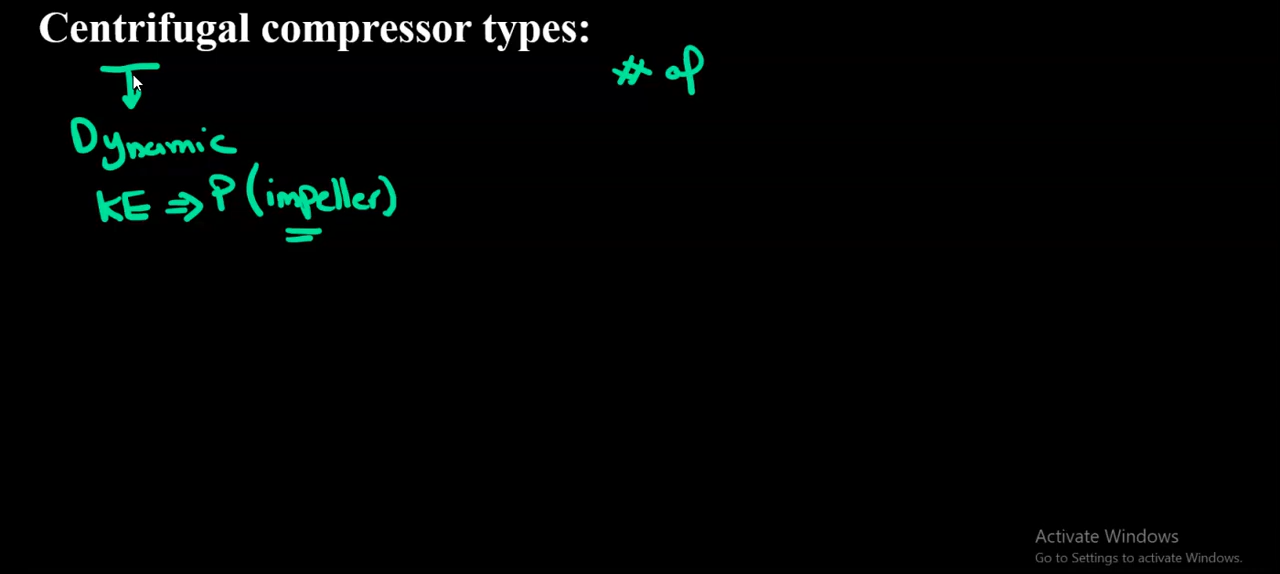 Centrifugal compressor types:
# of
Dynamic
KE ⇒ P (impeller)
Activate Windows
Go to Settings to activate Windows.